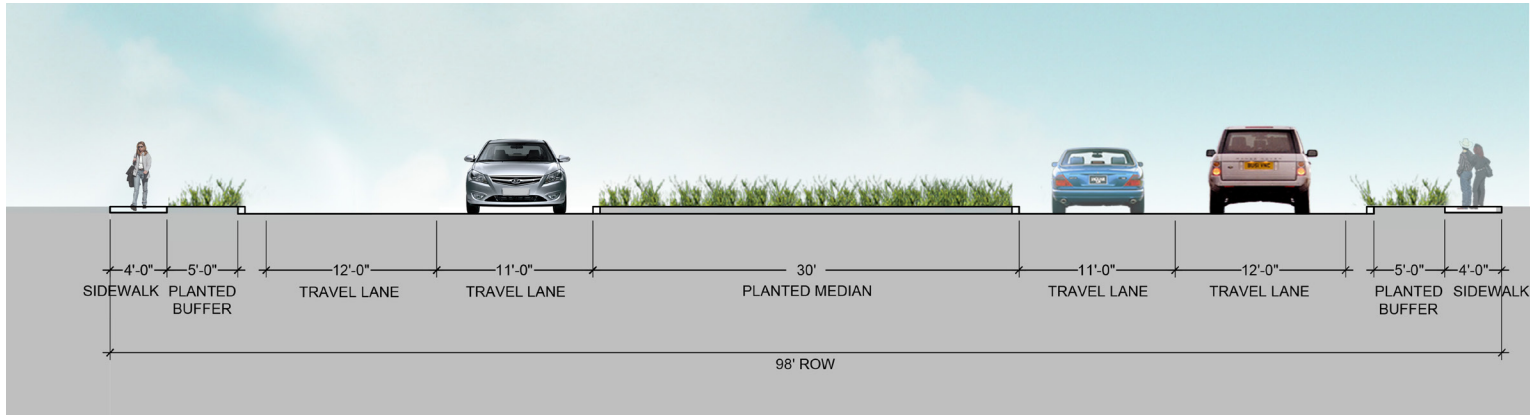 4'-0"
5'-0"
12'-0"
11'-0"
30'
11'-0"
12'-0"
5'-0"
4'-0"
SIDEWALK
PLANTED
BUFFER
TRAVEL LANE
TRAVEL LANE
PLANTED MEDIAN
TRAVEL LANE
TRAVEL LANE
PLANTED
BUFFER
SIDEWALK
98' ROW